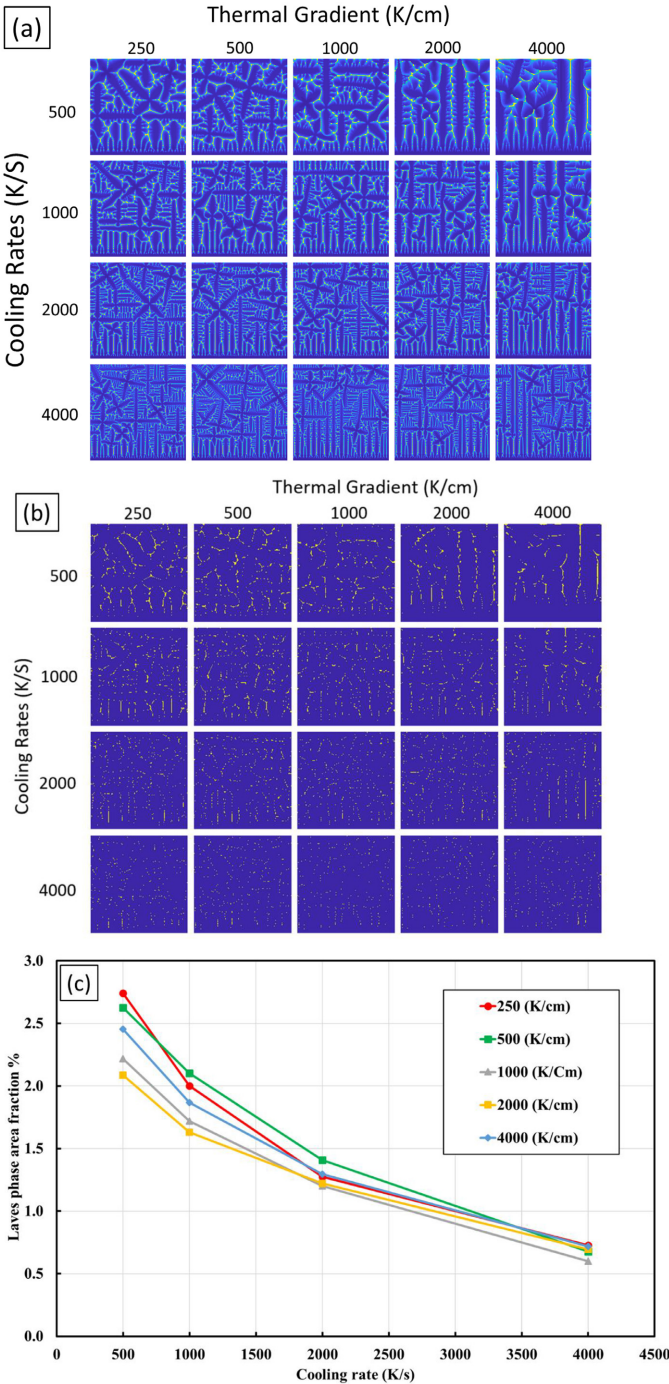 (a)
Thermal Gradient (K/cm)
250 500 1000 2000 4000
Cooling Rates (K/S)
500
1000
2000
4000
(b)
Thermal Gradient (K/cm)
250 500 1000 2000 4000
Cooling Rates (K/S)
500
1000
2000
4000
(c)
Laves phase area fraction %
3.0
2.5
2.0
1.5
1.0
0.5
0.0
250 (K/cm)
500 (K/cm)
1000 (K/Cm)
2000 (K/cm)
4000 (K/cm)
0 500 1000 1500 2000 2500 3000 3500 4000 4500
Cooling rate (K/s)